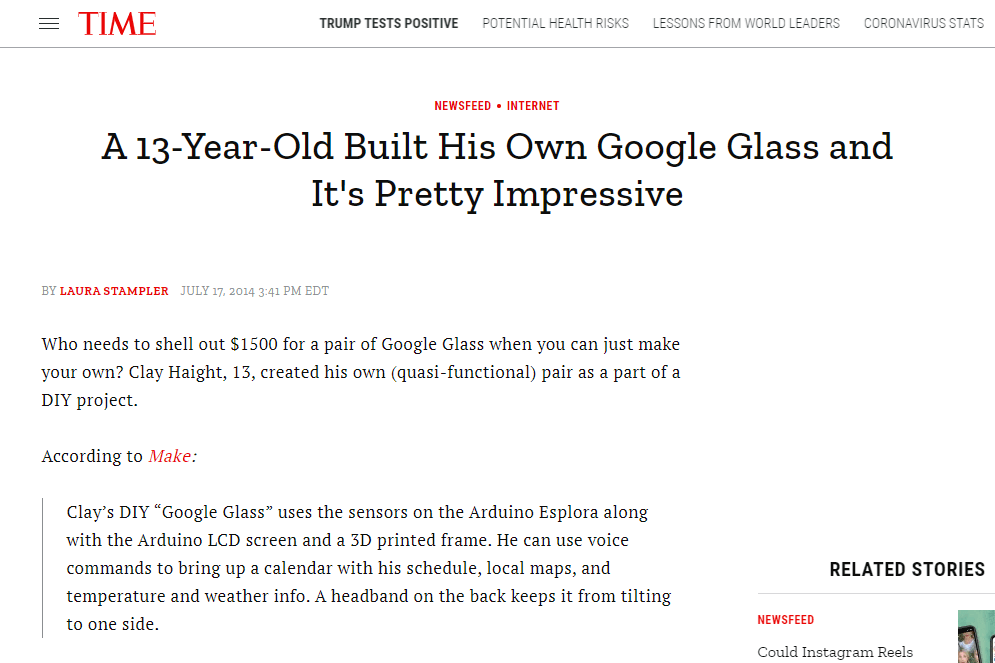 TIME
TRUMP TESTS POSITIVE POTENTIAL HEALTH RISKS LESSONS FROM WORLD LEADERS CORONAVIRUS STATS
NEWSFEED • INTERNET
A 13-Year-Old Built His Own Google Glass and
It's Pretty Impressive
BY LAURA STAMPLER JULY 17, 2014 3:41 PM EDT
Who needs to shell out $1500 for a pair of Google Glass when you can just make
your own? Clay Haight, 13, created his own (quasi-functional) pair as a part of a
DIY project.
According to Make:
Clay’s DIY “Google Glass” uses the sensors on the Arduino Esplora along
with the Arduino LCD screen and a 3D printed frame. He can use voice
commands to bring up a calendar with his schedule, local maps, and
temperature and weather info. A headband on the back keeps it from tilting
to one side.
RELATED STORIES
NEWSFEED
Could Instagram Reels